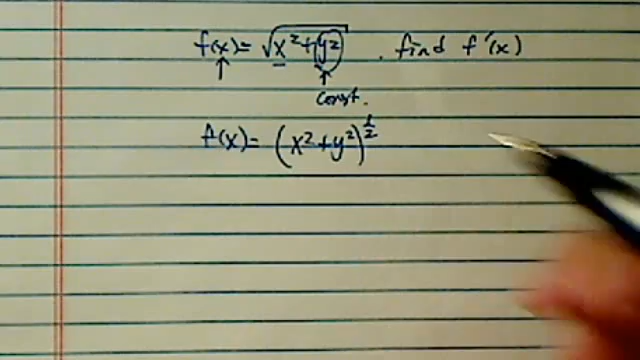 f(x) = √x² + y² . find f'(x)
const.
f(x) = (x² + y²)^½